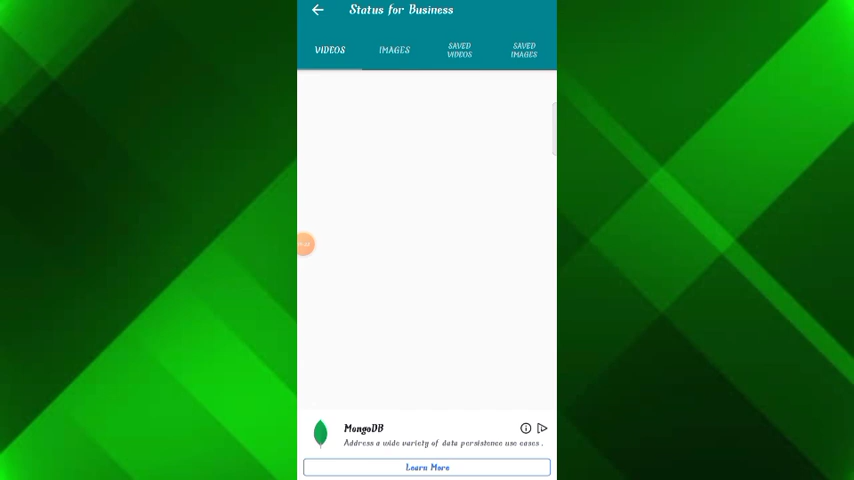 Status for Business
VIDEOS
IMAGES
SAVED
VIDEOS
SAVED
IMAGES
MongoDB
Address a wide variety of data persistence use cases .
Learn More